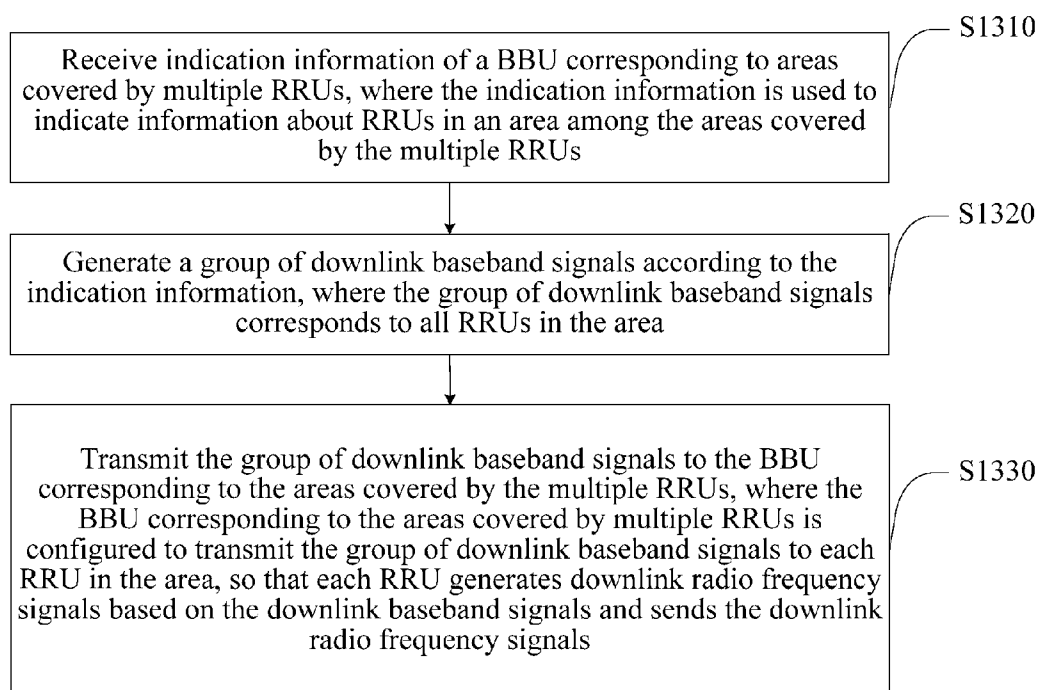 S1310
Receive indication information of a BBU corresponding to areas
covered by multiple RRUs, where the indication information is used to
indicate information about RRUs in an area among the areas covered
by the multiple RRUs
S1320
Generate a group of downlink baseband signals according to the
indication information, where the group of downlink baseband signals
corresponds to all RRUs in the area
S1330
Transmit the group of downlink baseband signals to the BBU
corresponding to the areas covered by the multiple RRUs, where the
BBU corresponding to the areas covered by multiple RRUs is
configured to transmit the group of downlink baseband signals to each
RRU in the area, so that each RRU generates downlink radio frequency
signals based on the downlink baseband signals and sends the downlink
radio frequency signals